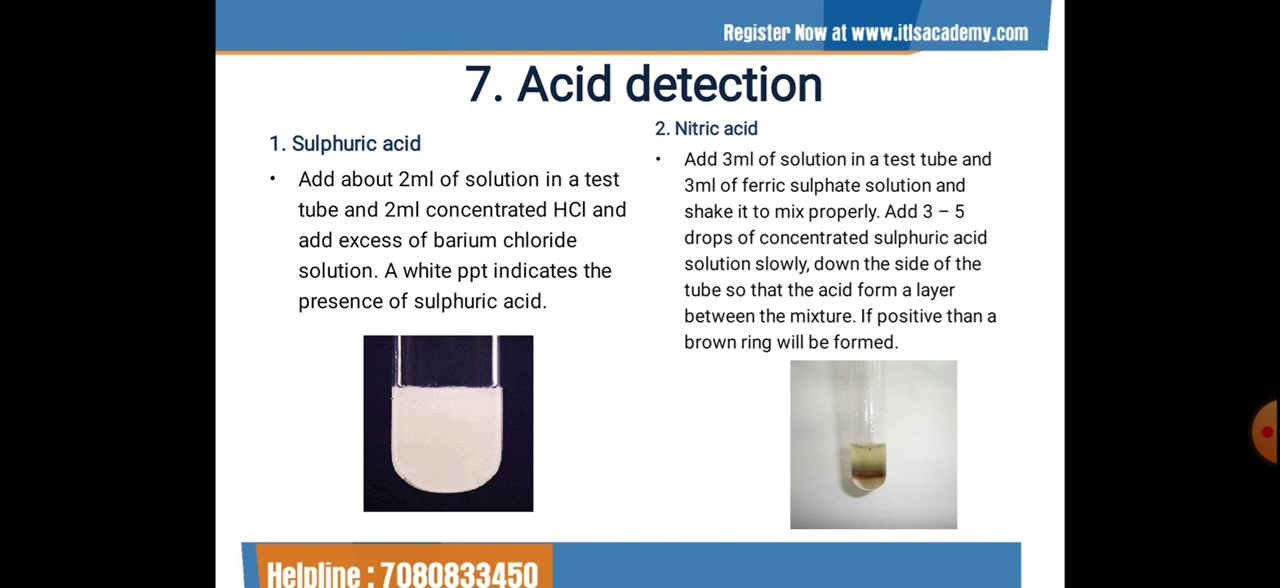 Register Now at www.itlsacademy.com
7. Acid detection
1. Sulphuric acid
• Add about 2ml of solution in a test
tube and 2ml concentrated HCl and
add excess of barium chloride
solution. A white ppt indicates the
presence of sulphuric acid.
2. Nitric acid
• Add 3ml of solution in a test tube and
3ml of ferric sulphate solution and
shake it to mix properly. Add 3 – 5
drops of concentrated sulphuric acid
solution slowly, down the side of the
tube so that the acid form a layer
between the mixture. If positive than a
brown ring will be formed.
Helpline : 7080833450